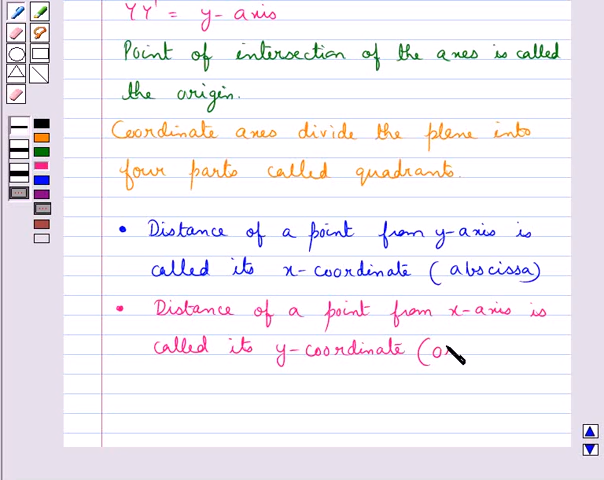 YY' = y-axis
Point of intersection of the axes is called
the origin.
Coordinate axes divide the plane into
four parts called quadrants.
• Distance of a point from y-axis is
called its x-coordinate (abscissa)
• Distance of a point from x-axis is
called its y-coordinate (o